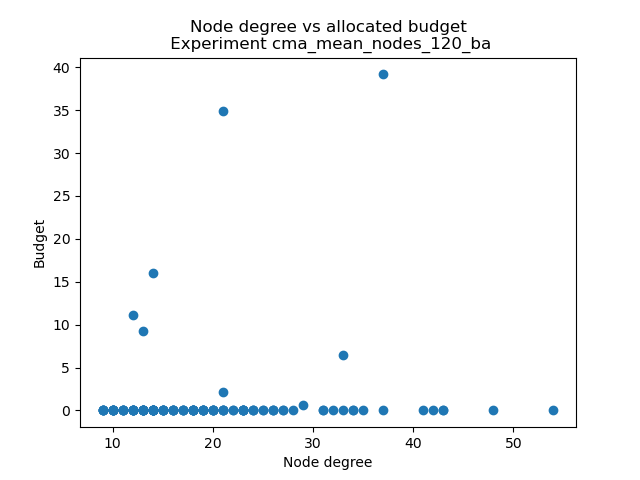 Node degree vs allocated budget
Experiment cma_mean_nodes_120_ba
40
35
30
25
20
15
10
5
0
Budget
10 20 30 40 50
Node degree